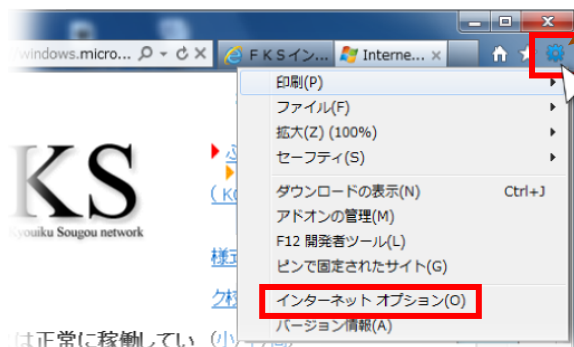 windows.micro...
FKSイン...
Interne...
印刷(P)
ファイル(F)
拡大(Z) (100%)
セーフティ(S)
ダウンロードの表示(N) Ctrl+J
アドオンの管理(M)
F12 開発者ツール(L)
ピンで固定されたサイト(G)
インターネット オプション(O)
バージョン情報(A)
KS
Kyouiku Sougou network
様式
は正常に稼働してい